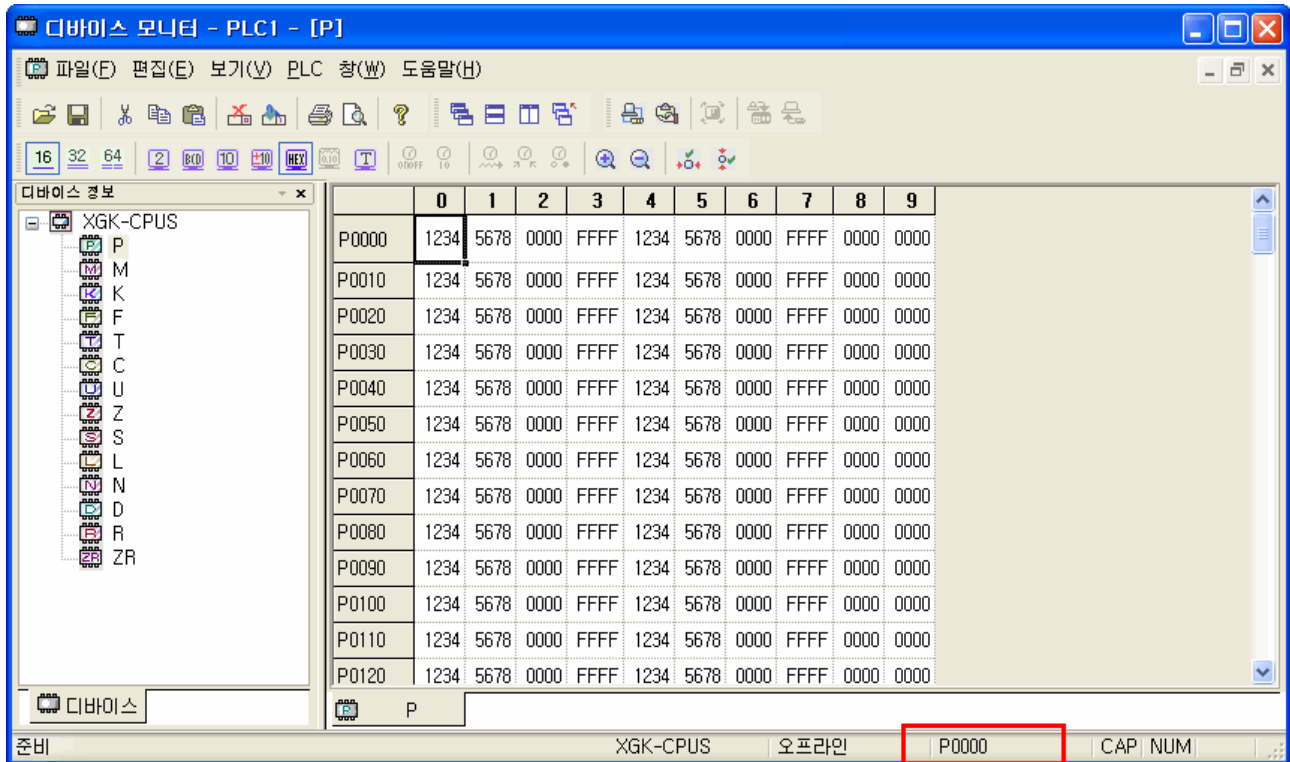 디바이스 모니터 - PLC1 - [P]
파일(F) 편집(E) 보기(V) PLC 창(W) 도움말(H)
16 32 64 2 BCD 10 ±10 HEX 0.10 T ON OFF 10
디바이스 정보
XGK-CPUS
P
M
K
F
T
C
U
Z
S
L
N
D
R
ZR
디바이스
0 1 2 3 4 5 6 7 8 9
P0000 1234 5678 0000 FFFF 1234 5678 0000 FFFF 0000 0000
P0010 1234 5678 0000 FFFF 1234 5678 0000 FFFF 0000 0000
P0020 1234 5678 0000 FFFF 1234 5678 0000 FFFF 0000 0000
P0030 1234 5678 0000 FFFF 1234 5678 0000 FFFF 0000 0000
P0040 1234 5678 0000 FFFF 1234 5678 0000 FFFF 0000 0000
P0050 1234 5678 0000 FFFF 1234 5678 0000 FFFF 0000 0000
P0060 1234 5678 0000 FFFF 1234 5678 0000 FFFF 0000 0000
P0070 1234 5678 0000 FFFF 1234 5678 0000 FFFF 0000 0000
P0080 1234 5678 0000 FFFF 1234 5678 0000 FFFF 0000 0000
P0090 1234 5678 0000 FFFF 1234 5678 0000 FFFF 0000 0000
P0100 1234 5678 0000 FFFF 1234 5678 0000 FFFF 0000 0000
P0110 1234 5678 0000 FFFF 1234 5678 0000 FFFF 0000 0000
P0120 1234 5678 0000 FFFF 1234 5678 0000 FFFF 0000 0000
P
준비 XGK-CPUS 오프라인 P0000 CAP NUM